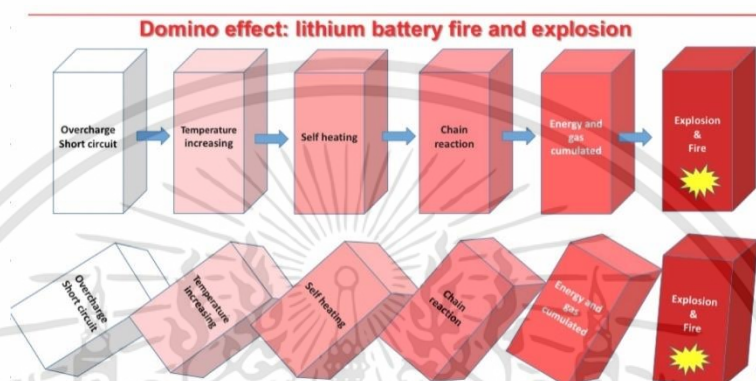 Domino effect: lithium battery fire and explosion
Overcharge
Short circuit
Temperature
increasing
Self heating
Chain
reaction
Energy and
gas
cumulated
Explosion
&
Fire
Overcharge
Short circuit
Temperature
increasing
Self heating
Chain
reaction
Energy and
gas
cumulated
Explosion
&
Fire